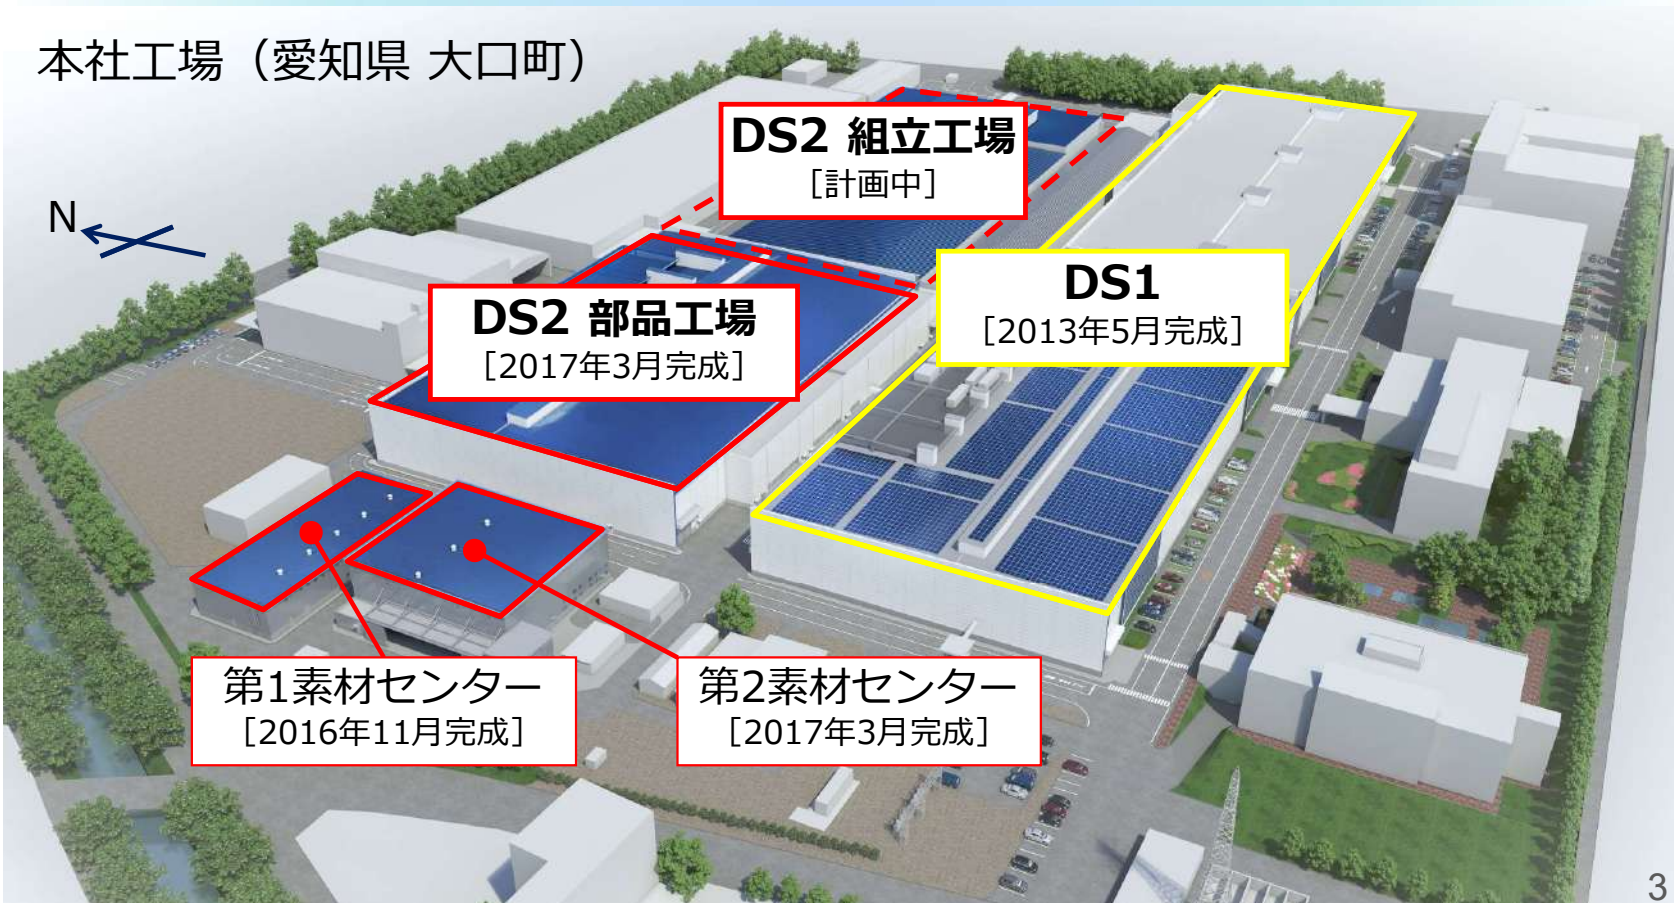 本社工場（愛知県 大口町）
N
DS2 組立工場
［計画中］
DS1
［2013年5月完成］
DS2 部品工場
［2017年3月完成］
第1素材センター
［2016年11月完成］
第2素材センター
［2017年3月完成］
3